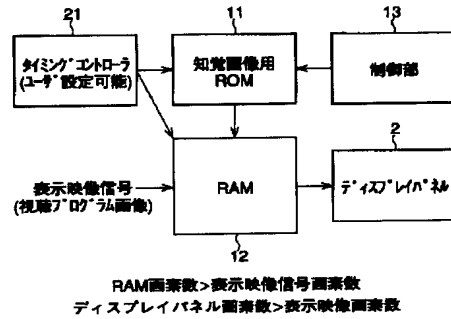 21
11
13
タイミングコントローラ
(ユーザ設定可能)
知覚画像用
ROM
制御部
2
表示映像信号
(視聴プログラム画像)
RAM
ディスプレイパネル
12
RAM画素数>表示映像信号画素数
ディスプレイパネル画素数>表示映像画素数